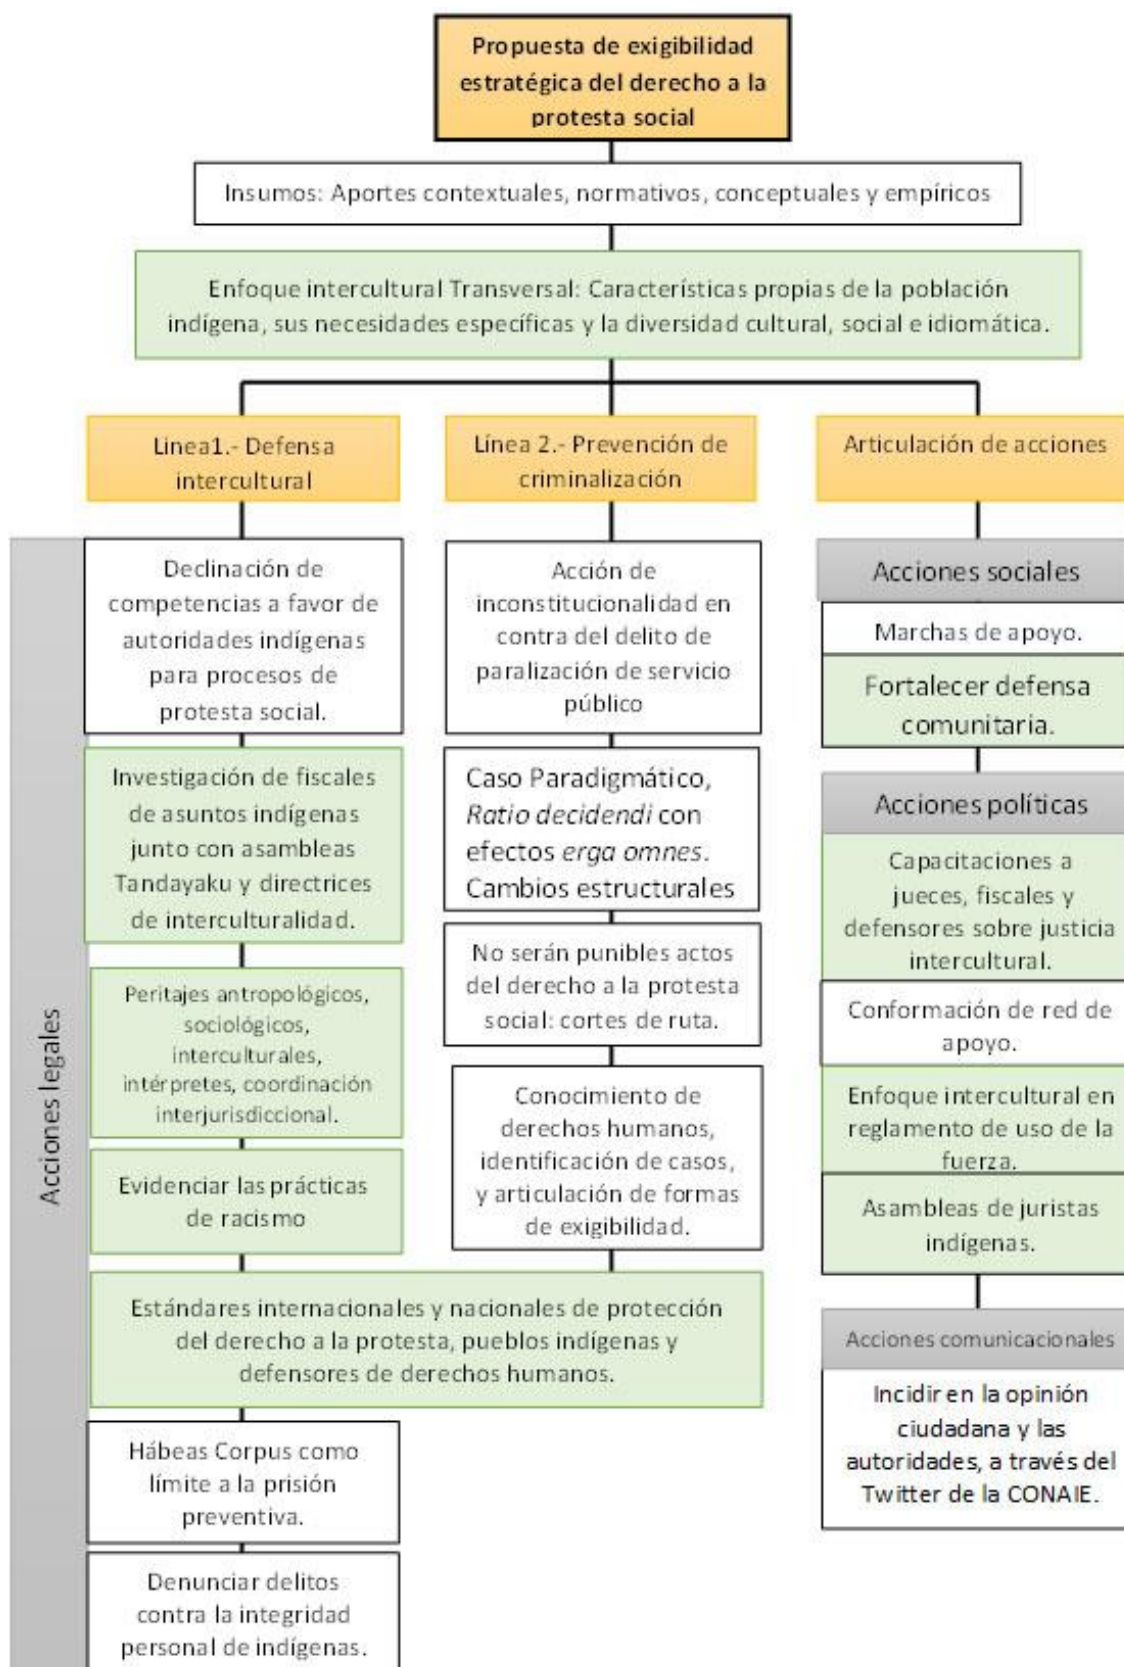 Propuesta de exigibilidad
estratégica del derecho a la
protesta social
Insumos: Aportes contextuales, normativos, conceptuales y empíricos
Enfoque intercultural Transversal: Características propias de la población
indígena, sus necesidades específicas y la diversidad cultural, social e idiomática.
Linea1.- Defensa
intercultural
Línea 2.- Prevención de
criminalización
Articulación de acciones
Acciones legales
Declinación de
competencias a favor de
autoridades indígenas
para procesos de
protesta social.
Investigación de fiscales
de asuntos indígenas
junto con asambleas
Tandayaku y directrices
de interculturalidad.
Peritajes antropológicos,
sociológicos,
interculturales,
intérpretes, coordinación
interjurisdiccional.
Evidenciar las prácticas
de racismo
Acción de
inconstitucionalidad en
contra del delito de
paralización de servicio
público
Caso Paradigmático,
Ratio decidendi con
efectos erga omnes.
Cambios estructurales
No serán punibles actos
del derecho a la protesta
social: cortes de ruta.
Conocimiento de
derechos humanos,
identificación de casos,
y articulación de formas
de exigibilidad.
Estándares internacionales y nacionales de protección
del derecho a la protesta, pueblos indígenas y
defensores de derechos humanos.
Hábeas Corpus como
límite a la prisión
preventiva.
Denunciar delitos
contra la integridad
personal de indígenas.
Acciones sociales
Marchas de apoyo.
Fortalecer defensa
comunitaria.
Acciones políticas
Capacitaciones a
jueces, fiscales y
defensores sobre justicia
intercultural.
Conformación de red de
apoyo.
Enfoque intercultural en
reglamento de uso de la
fuerza.
Asambleas de juristas
indígenas.
Acciones comunicacionales
Incidir en la opinión
ciudadana y las
autoridades, a través del
Twitter de la CONAIE.